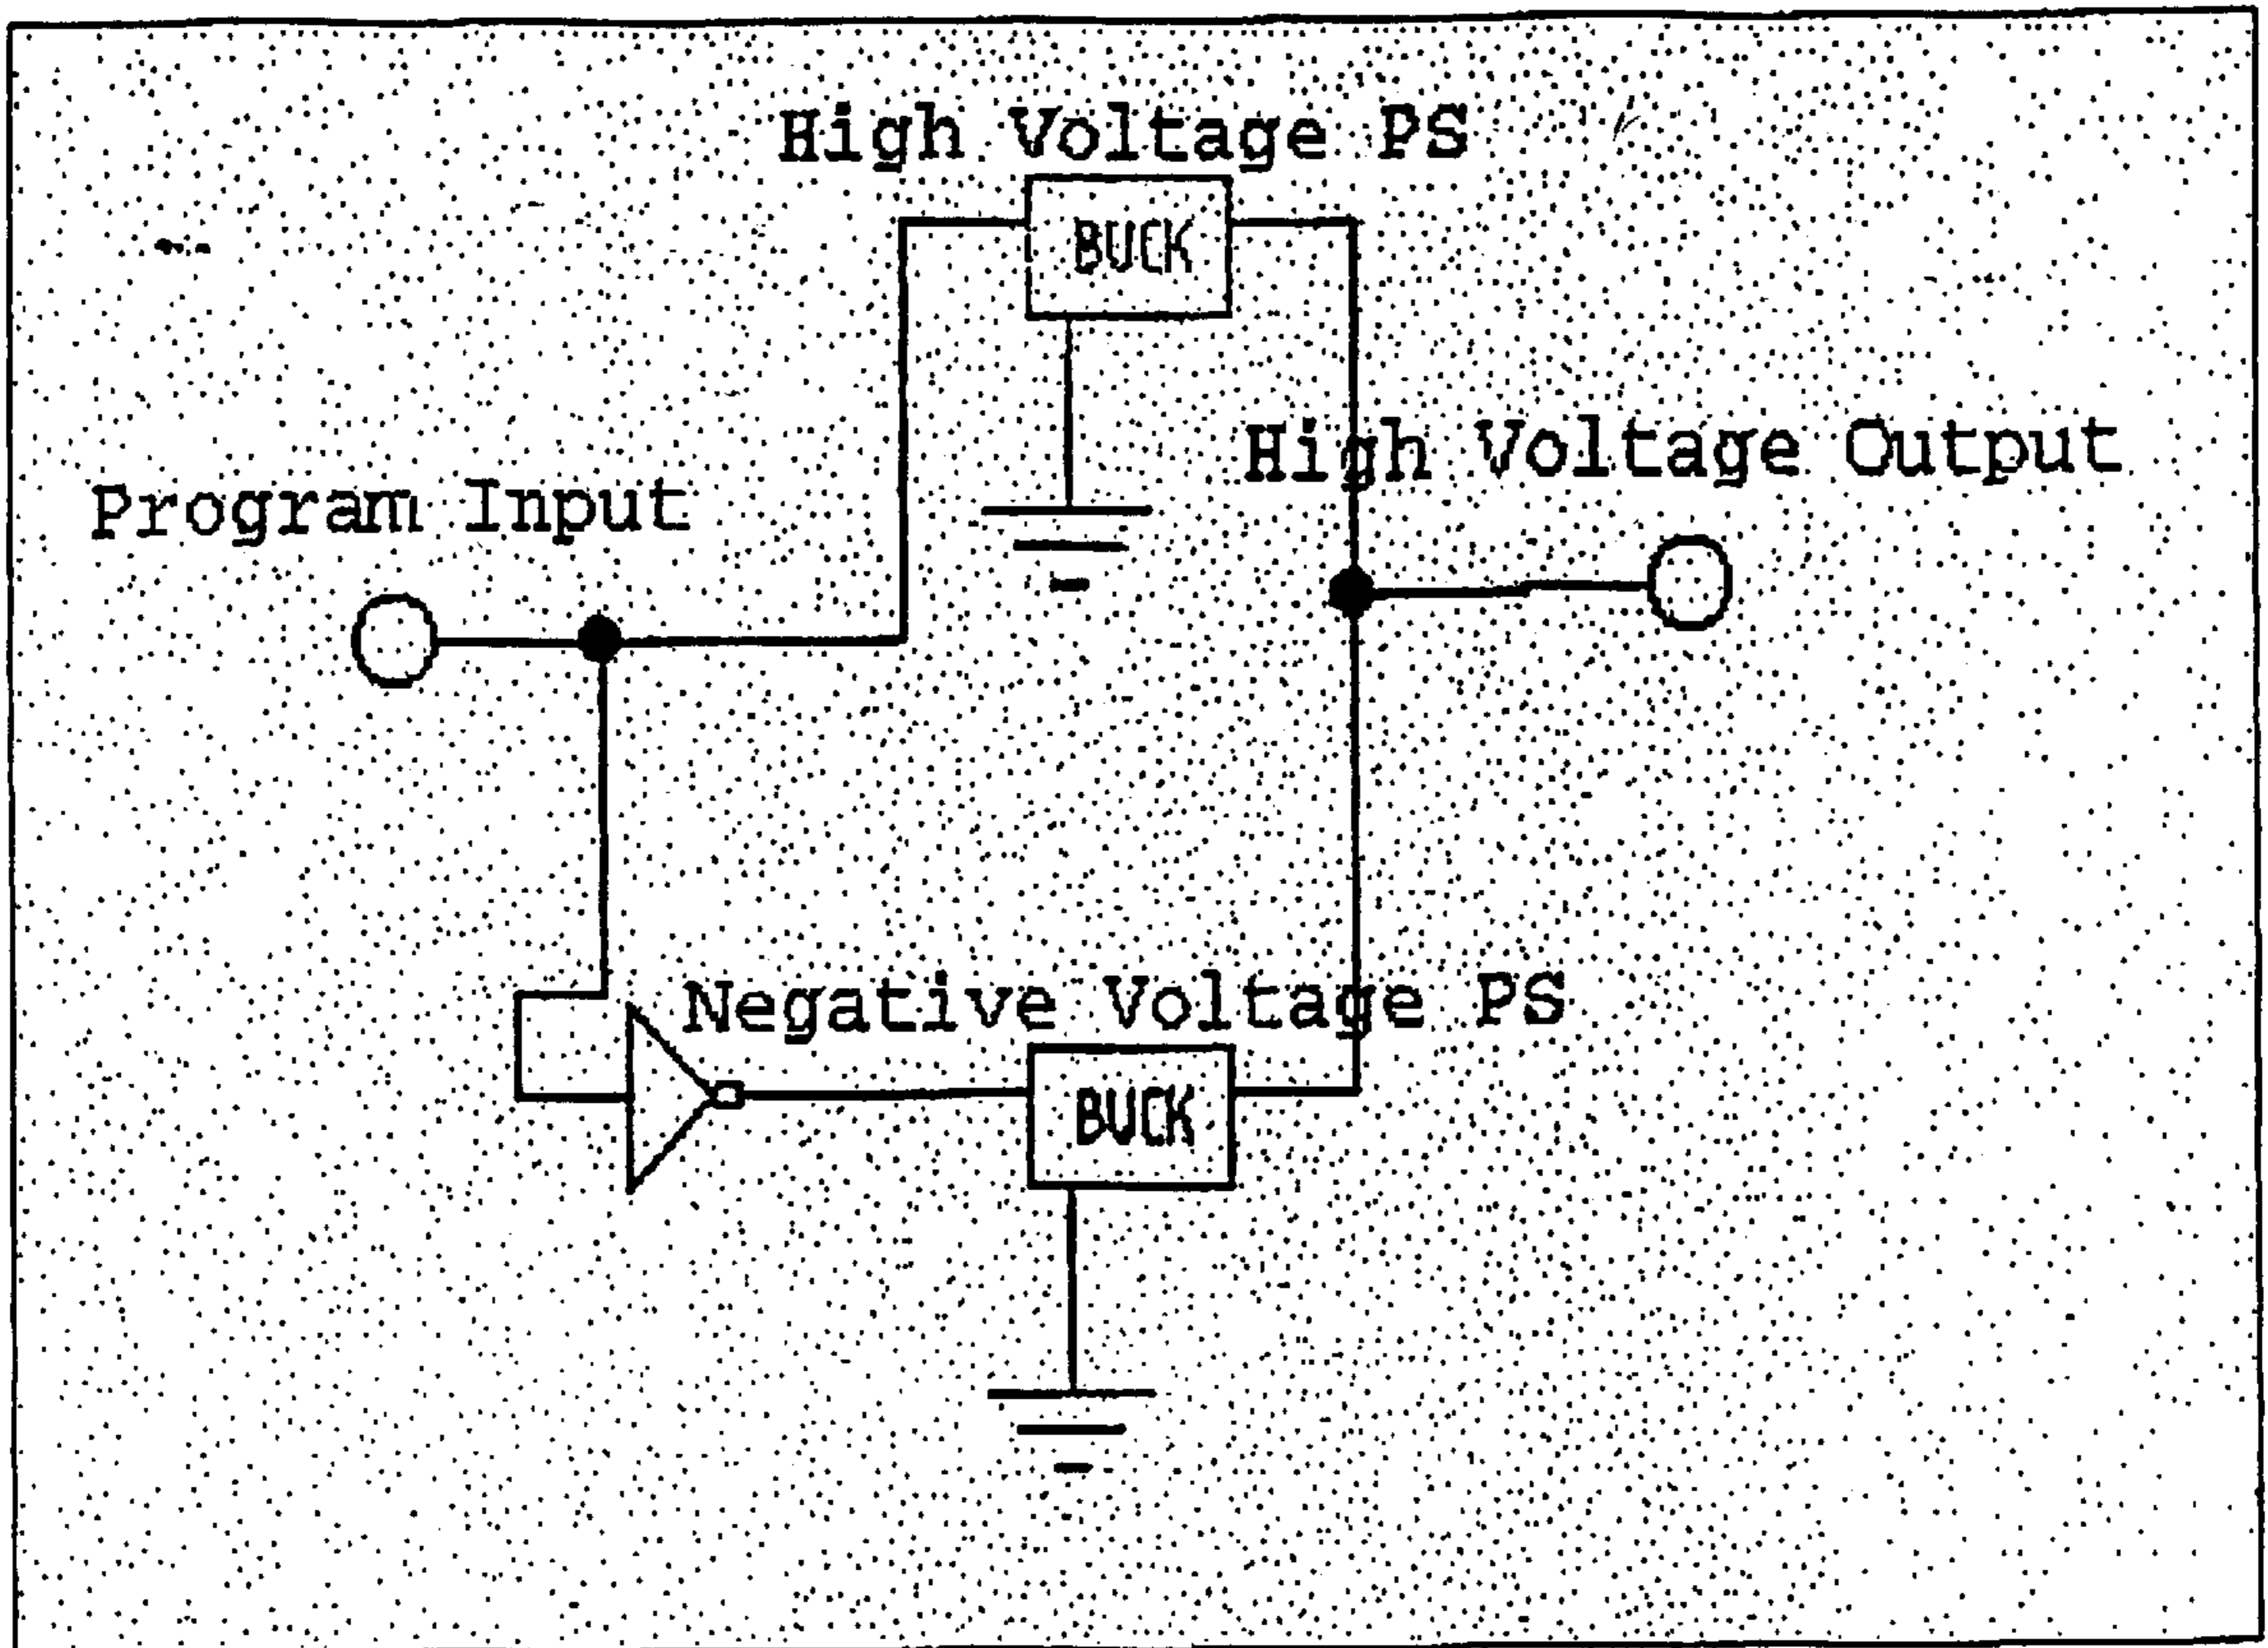 High Voltage PS
BUCK
High Voltage Output
Program Input
Negative Voltage PS
BUCK